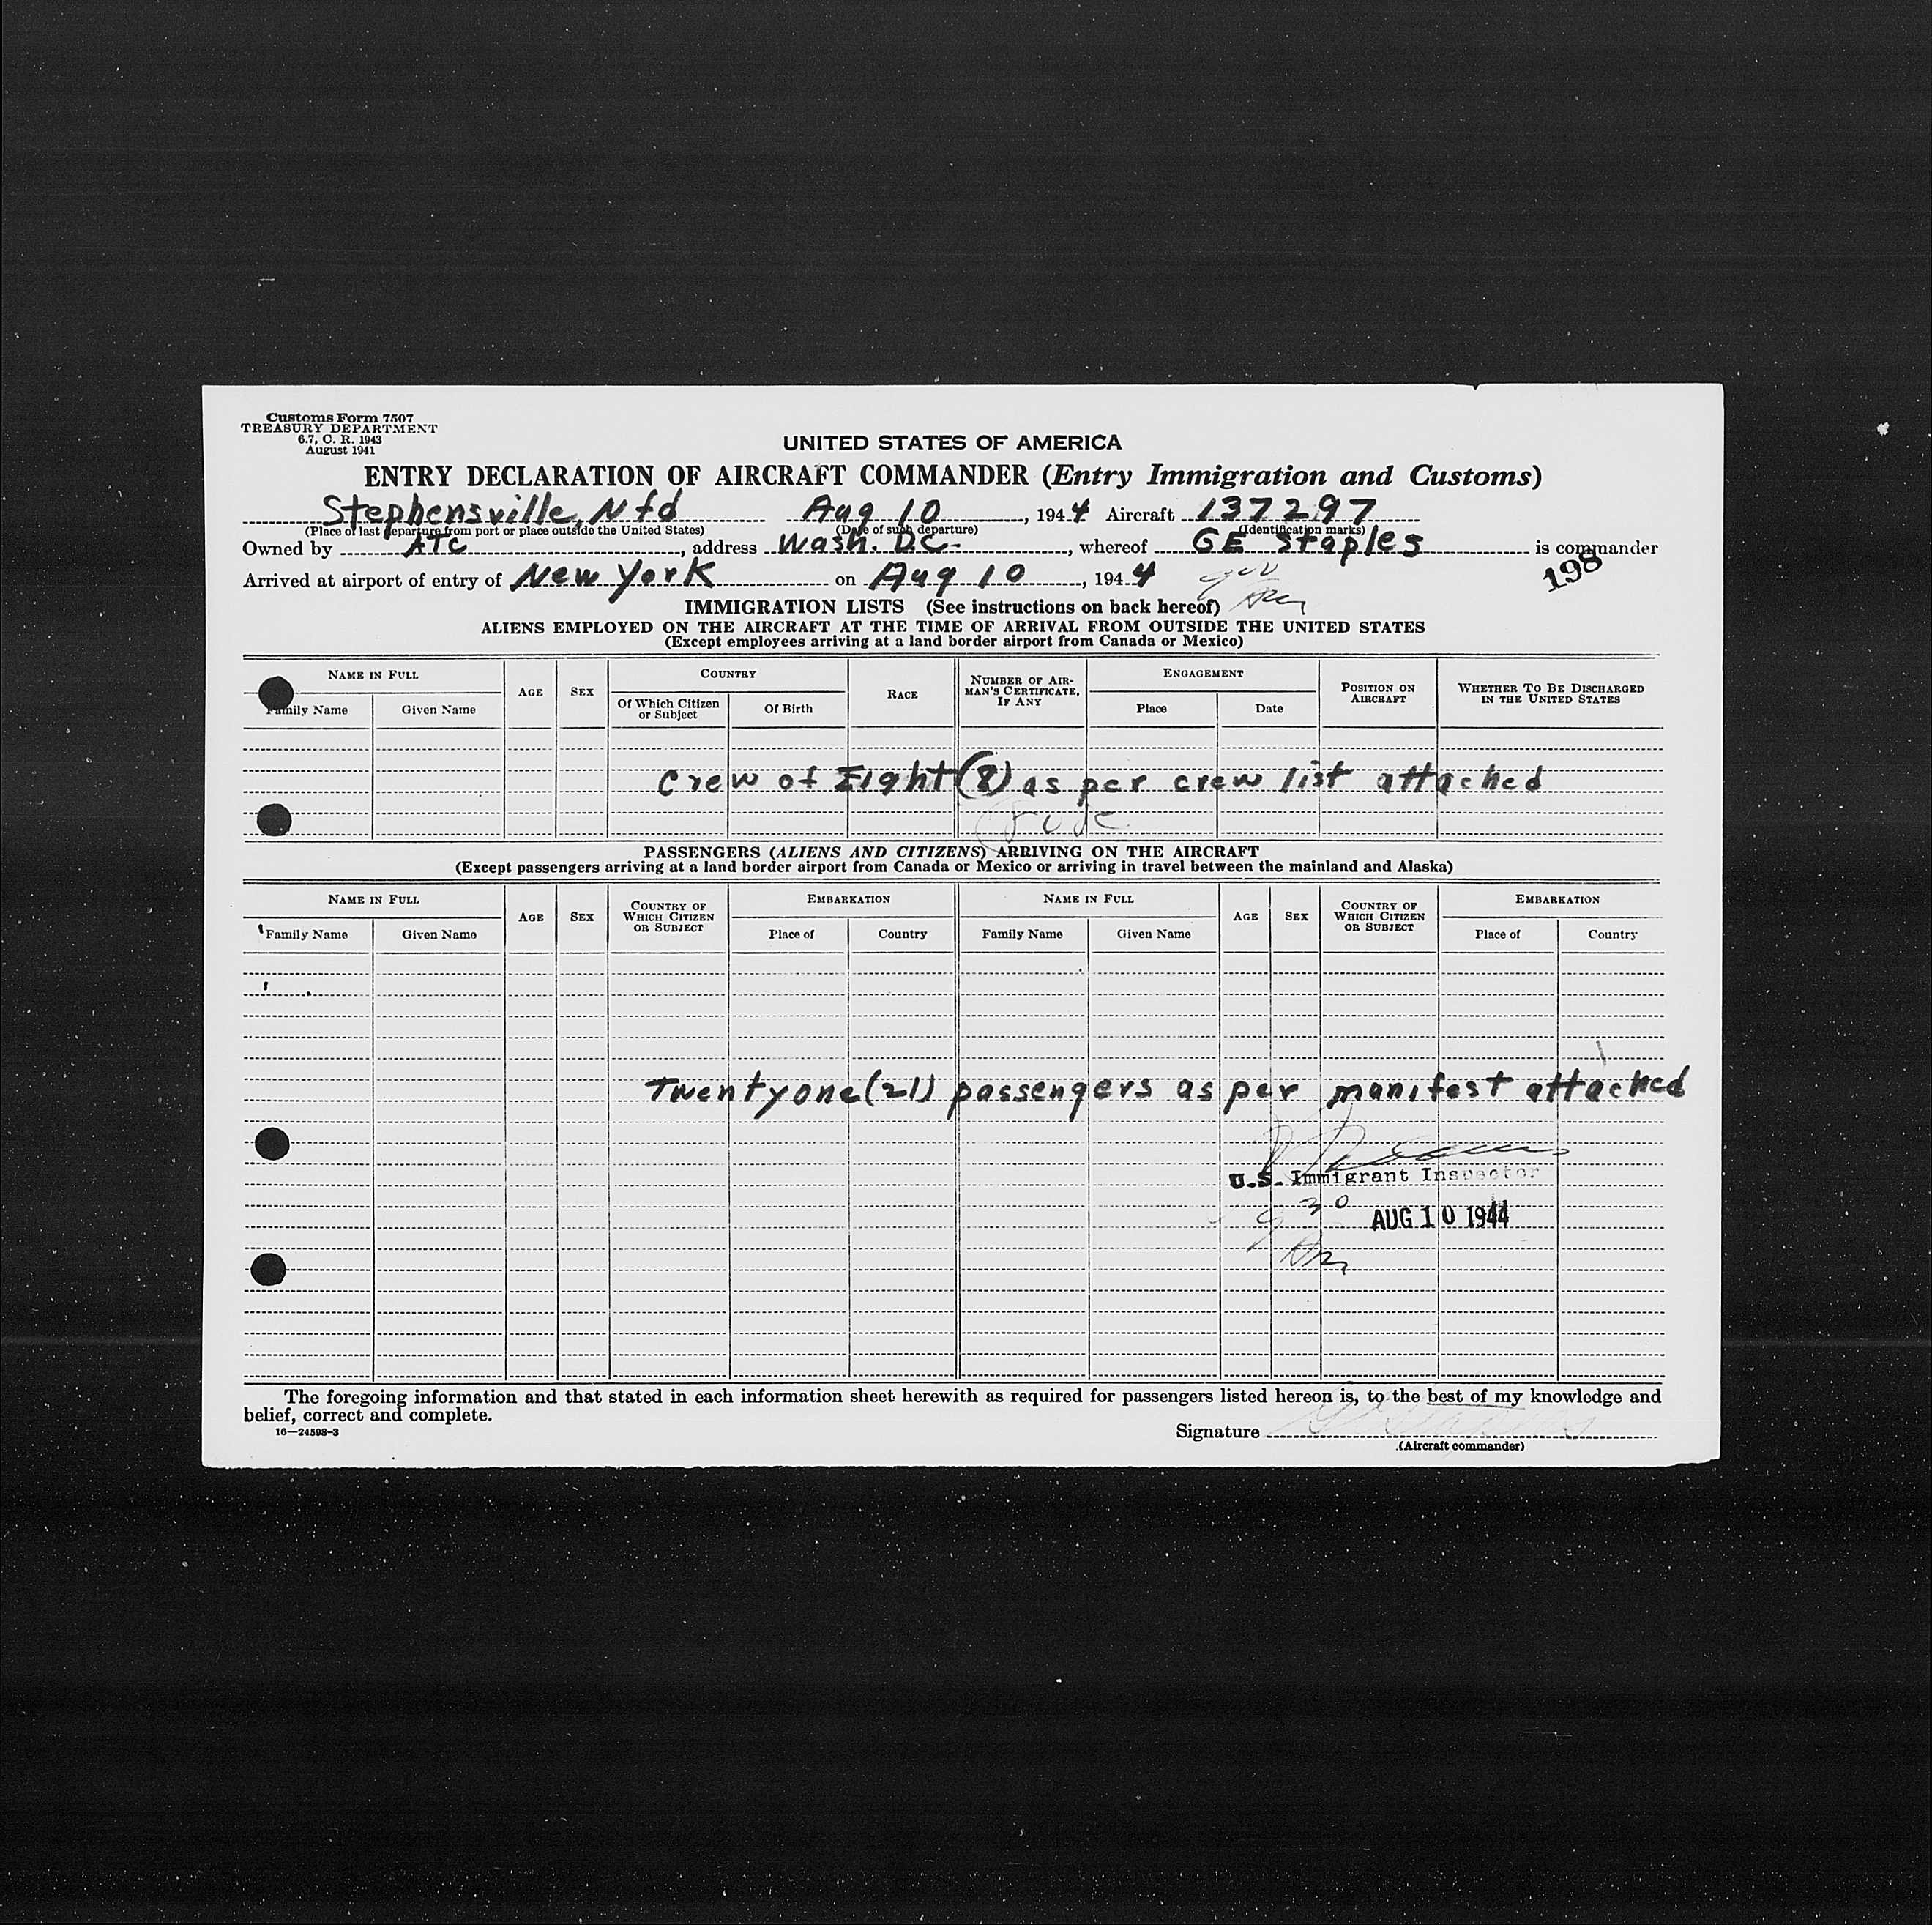 Customs Form 7507
TREASURY DEPARTMENT
6.7, C. R. 1943
August 1941
UNITED STATES OF AMERICA
ENTRY DECLARATION OF AIRCRAFT COMMANDER (Entry Immigration and Customs)
Stephensville, Nfd Aug 10, 1944 Aircraft 137297
(Place of last departure from port or place outside the United States) (Date of such departure) (Identification marks)
Owned by ATC, address Wash. D.C., whereof GE Staples is commander
Arrived at airport of entry of New York on Aug 10, 1944
198
IMMIGRATION LISTS (See instructions on back hereof)
ALIENS EMPLOYED ON THE AIRCRAFT AT THE TIME OF ARRIVAL FROM OUTSIDE THE UNITED STATES
(Except employees arriving at a land border airport from Canada or Mexico)
NAME IN FULL AGE SEX COUNTRY RACE NUMBER OF AIR-MAN'S CERTIFICATE, IF ANY ENGAGEMENT POSITION ON AIRCRAFT WHETHER TO BE DISCHARGED IN THE UNITED STATES
Family Name Given Name Of Which Citizen or Subject Of Birth Place Date
Crew of Eight (8) as per crew list attached
PASSENGERS (ALIENS AND CITIZENS) ARRIVING ON THE AIRCRAFT
(Except passengers arriving at a land border airport from Canada or Mexico or arriving in travel between the mainland and Alaska)
NAME IN FULL AGE SEX COUNTRY OF WHICH CITIZEN OR SUBJECT EMBARKATION NAME IN FULL AGE SEX COUNTRY OF WHICH CITIZEN OR SUBJECT EMBARKATION
Family Name Given Name Place of Country Family Name Given Name Place of Country
Twentyone (21) passengers as per manifest attached
U.S. Immigrant Inspector
AUG 10 1944
The foregoing information and that stated in each information sheet herewith as required for passengers listed hereon is, to the best of my knowledge and
belief, correct and complete.
16—24598-3
Signature
(Aircraft commander)